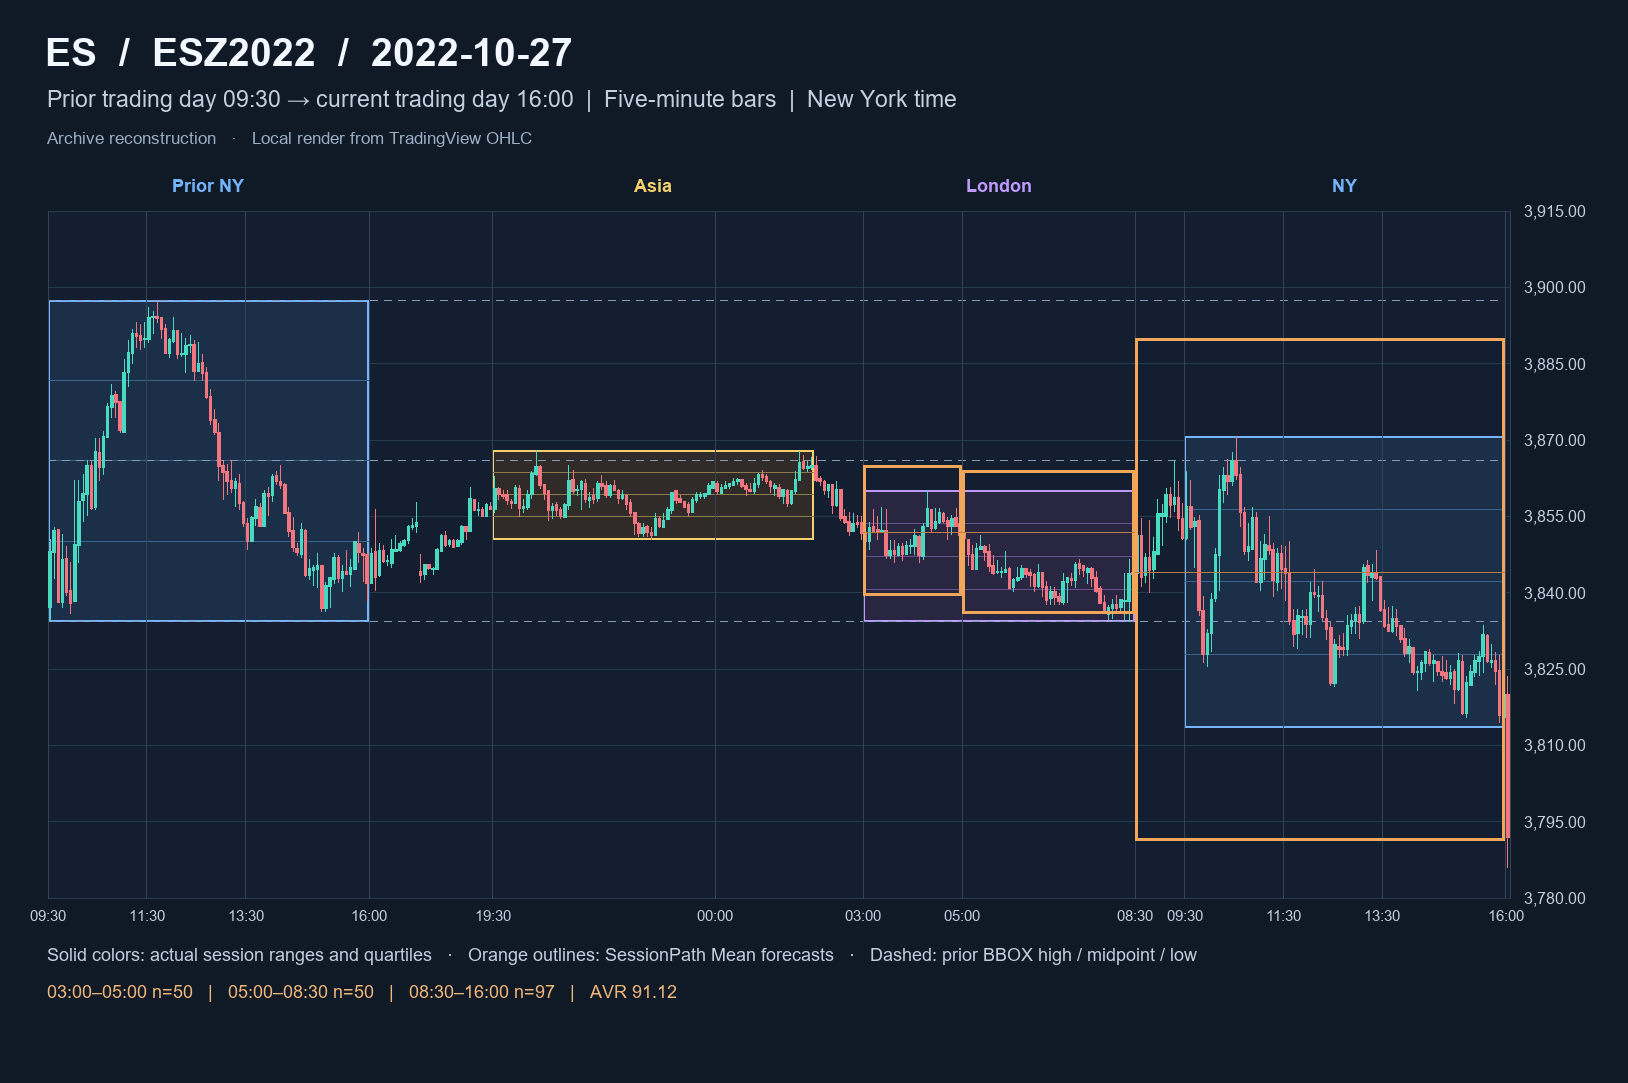 ES / ESZ2022 / 2022-10-27
Prior trading day 09:30 → current trading day 16:00 | Five-minute bars | New York time
Archive reconstruction · Local render from TradingView OHLC
Prior NY Asia London NY
3,915.00
3,900.00
3,885.00
3,870.00
3,855.00
3,840.00
3,825.00
3,810.00
3,795.00
3,780.00
09:30 11:30 13:30 16:00 19:30 00:00 03:00 05:00 08:30 09:30 11:30 13:30 16:00
Solid colors: actual session ranges and quartiles · Orange outlines: SessionPath Mean forecasts · Dashed: prior BBOX high / midpoint / low
03:00–05:00 n=50 | 05:00–08:30 n=50 | 08:30–16:00 n=97 | AVR 91.12